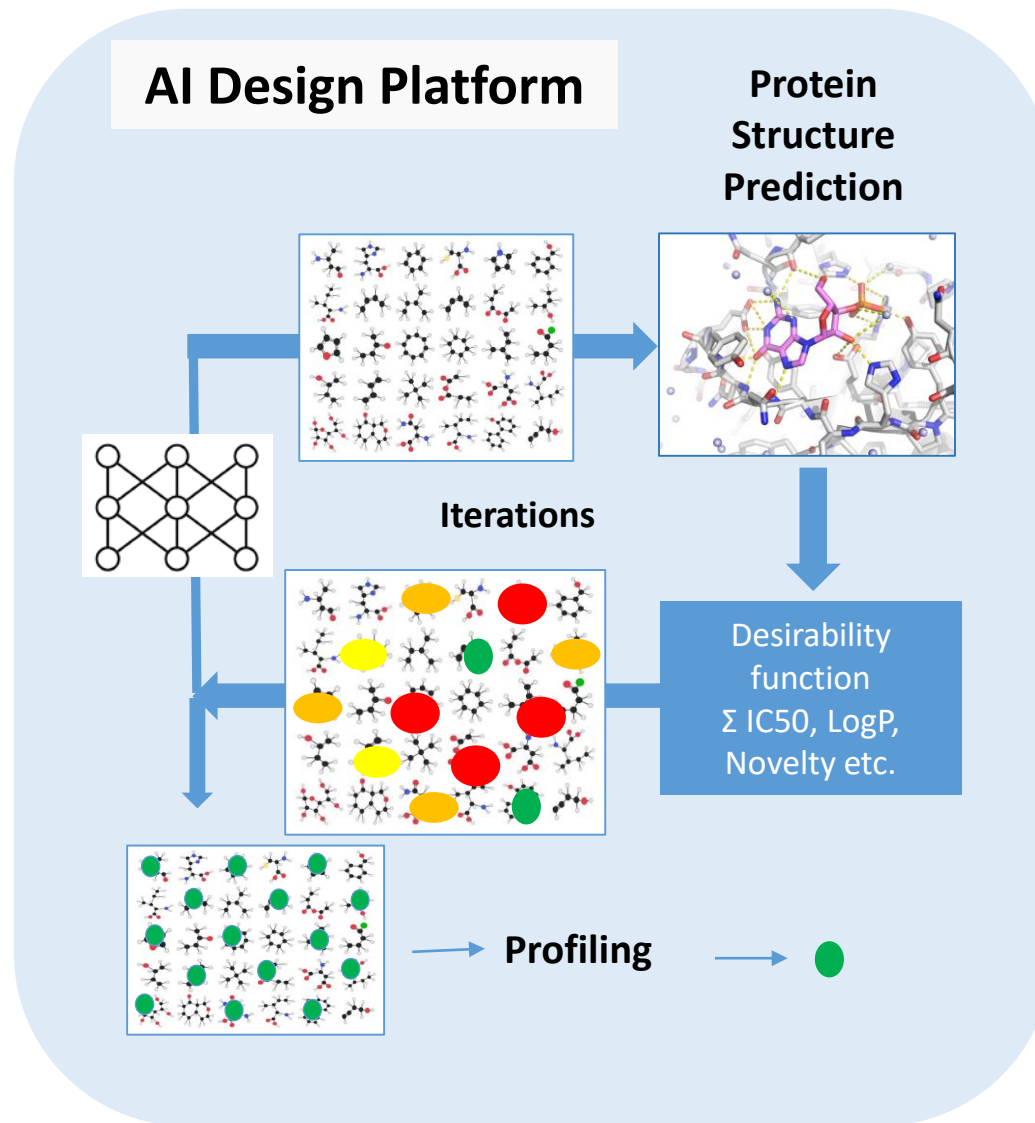 AI Design Platform
Protein
Structure
Prediction
Iterations
Desirability
function
Σ IC50, LogP,
Novelty etc.
Profiling